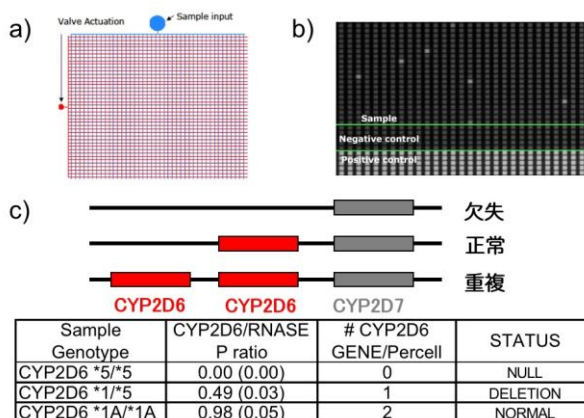 a)
Valve Actuation
Sample input
b)
Sample
Negative control
Positive control
c)
欠失
正常
重複
CYP2D6 CYP2D6 CYP2D7
Sample Genotype CYP2D6/RNASE P ratio # CYP2D6 GENE/Percell STATUS
CYP2D6 *5/*5 0.00 (0.00) 0 NULL
CYP2D6 *1/*5 0.49 (0.03) 1 DELETION
CYP2D6 *1A/*1A 0.98 (0.05) 2 NORMAL